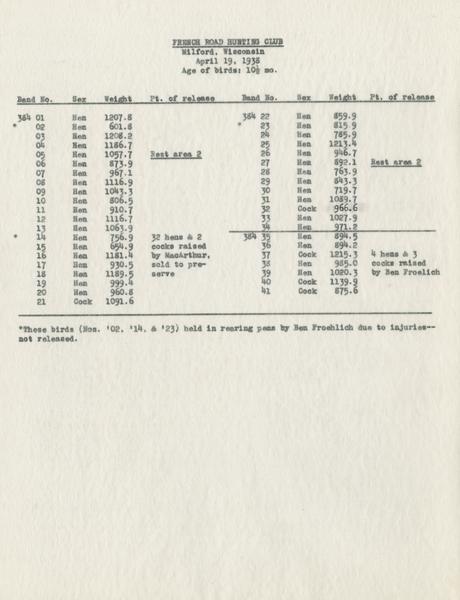 FRENCH ROAD HUNTING CLUB
Milford, Wisconsin
April 19, 1938
Age of birds: 10½ mo.
Band No. Sex Weight Pt. of release Band No. Sex Weight Pt. of release
384 01 Hen 1207.8 384 22 Hen 859.9
* 02 Hen 601.8 * 23 Hen 815.9
03 Hen 1208.2 24 Hen 785.9
04 Hen 1186.7 25 Hen 1213.4
05 Hen 1057.7 Rest area 2 26 Hen 946.7
06 Hen 873.9 27 Hen 892.1 Rest area 2
07 Hen 967.1 28 Hen 763.9
08 Hen 1116.9 29 Hen 843.3
09 Hen 1043.3 30 Hen 719.7
10 Hen 806.5 31 Hen 1089.7
11 Hen 910.7 32 Cock 966.6
12 Hen 1116.7 33 Hen 1027.9
13 Hen 1063.9 34 Hen 971.2
* 14 Hen 756.9 32 hens & 2 384 35 Hen 894.5
15 Hen 654.9 cocks raised 36 Hen 894.2
16 Hen 1181.4 by MacArthur, 37 Cock 1215.3 4 hens & 3
17 Hen 930.5 sold to pre- 38 Hen 985.0 cocks raised
18 Hen 1189.5 serve 39 Hen 1020.3 by Ben Froelich
19 Hen 999.4 40 Cock 1139.9
20 Hen 960.8 41 Cock 875.6
21 Cock 1091.6
*These birds (Nos. '02, '14, & '23) held in rearing pens by Ben Froehlich due to injuries--
not released.